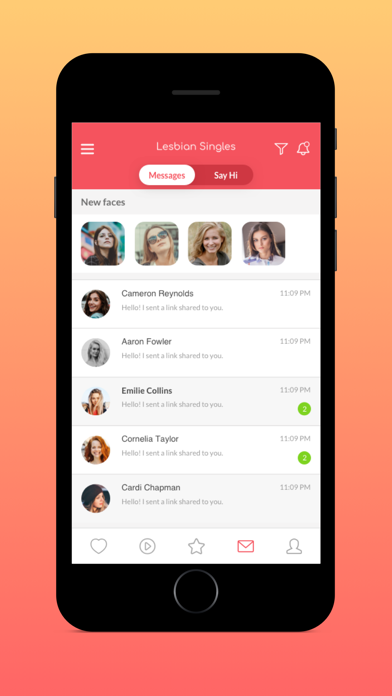 Lesbian Singles
Messages
Say Hi
New faces
Cameron Reynolds
11:09 PM
Hello! I sent a link shared to you.
Aaron Fowler
11:09 PM
Hello! I sent a link shared to you.
Emilie Collins
11:09 PM
Hello! I sent a link shared to you.
2
Cornelia Taylor
11:09 PM
Hello! I sent a link shared to you.
2
Cardi Chapman
11:09 PM
Hello! I sent a link shared to you.